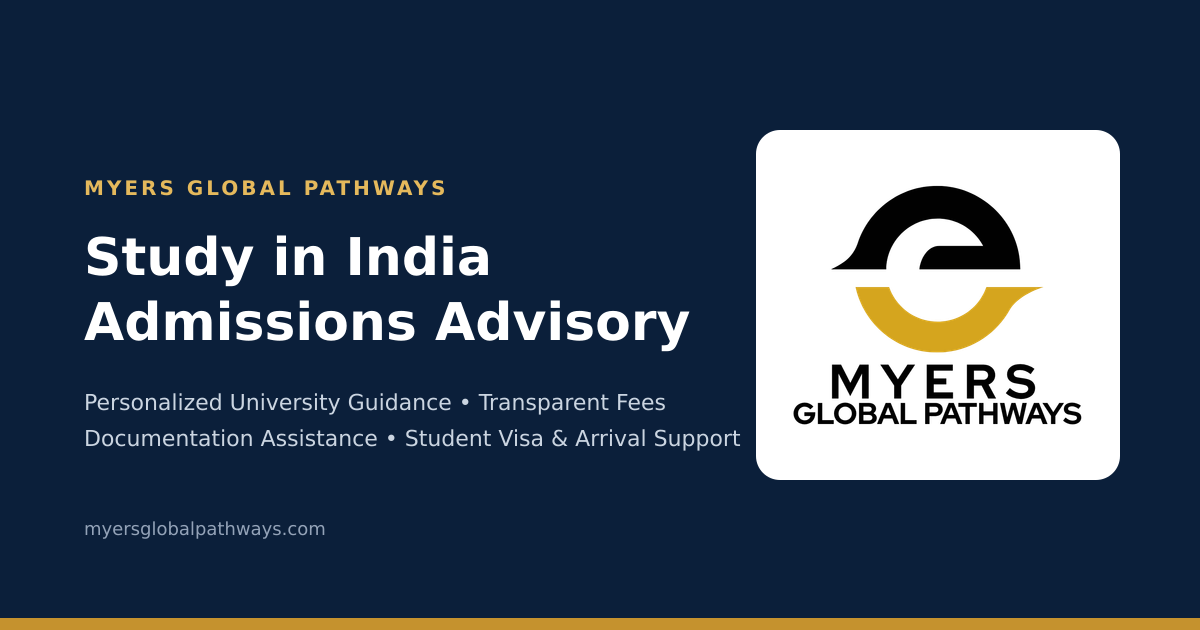 MYERS GLOBAL PATHWAYS
Study in India
Admissions Advisory
Personalized University Guidance • Transparent Fees
Documentation Assistance • Student Visa & Arrival Support
myersglobalpathways.com
MYERS
GLOBAL PATHWAYS